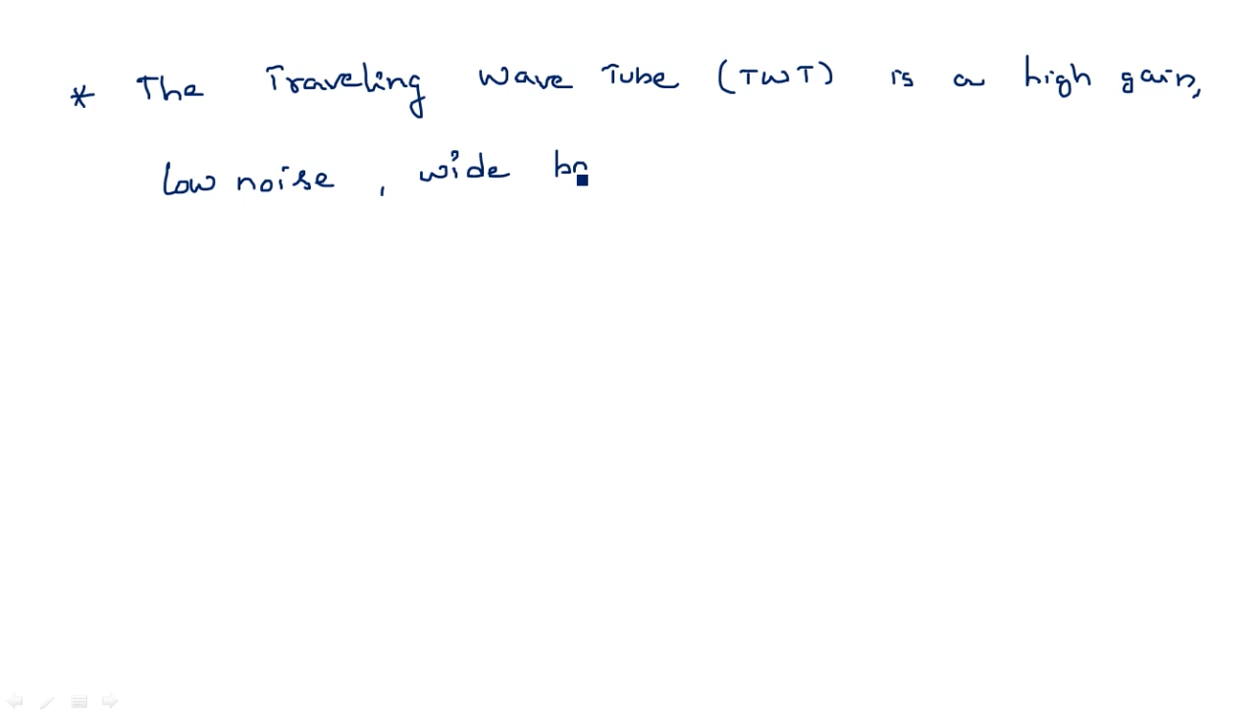 * The Traveling Wave Tube (TWT) is a high gain,
Low noise, wide